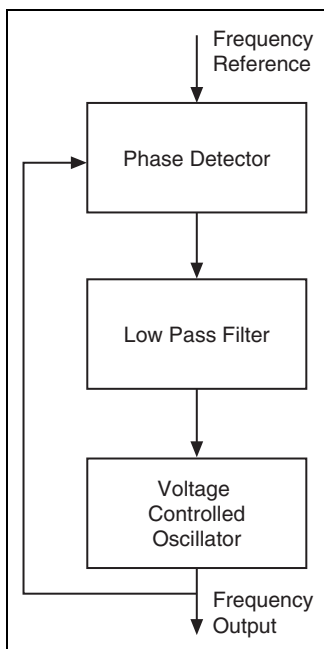 Frequency
Reference
Phase Detector
Low Pass Filter
Voltage
Controlled
Oscillator
Frequency
Output